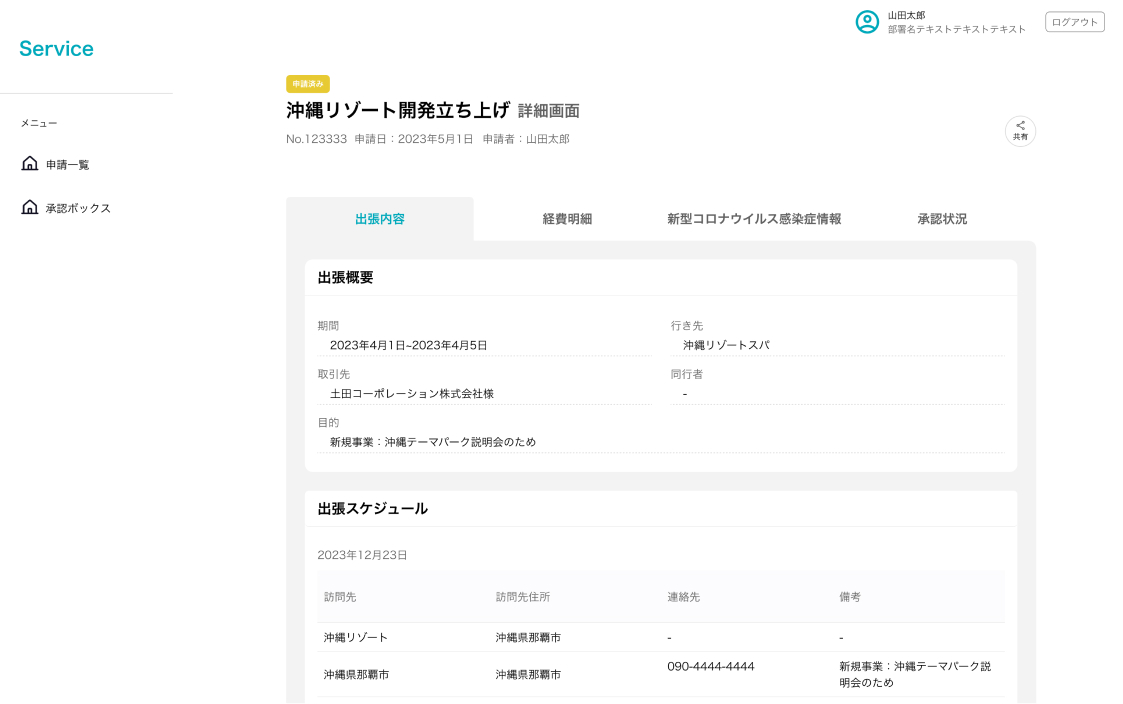 山田太郎
部署名テキストテキストテキスト
ログアウト
Service
メニュー
申請一覧
承認ボックス
申請済み
沖縄リゾート開発立ち上げ 詳細画面
No.123333 申請日：2023年5月1日 申請者：山田太郎
共有
出張内容 経費明細 新型コロナウイルス感染症情報 承認状況
出張概要
期間
2023年4月1日~2023年4月5日
行き先
沖縄リゾートスパ
取引先
土田コーポレーション株式会社様
同行者
-
目的
新規事業：沖縄テーマパーク説明会のため
出張スケジュール
2023年12月23日
訪問先 訪問先住所 連絡先 備考
沖縄リゾート 沖縄県那覇市 - -
沖縄県那覇市 沖縄県那覇市 090-4444-4444 新規事業：沖縄テーマパーク説
明会のため